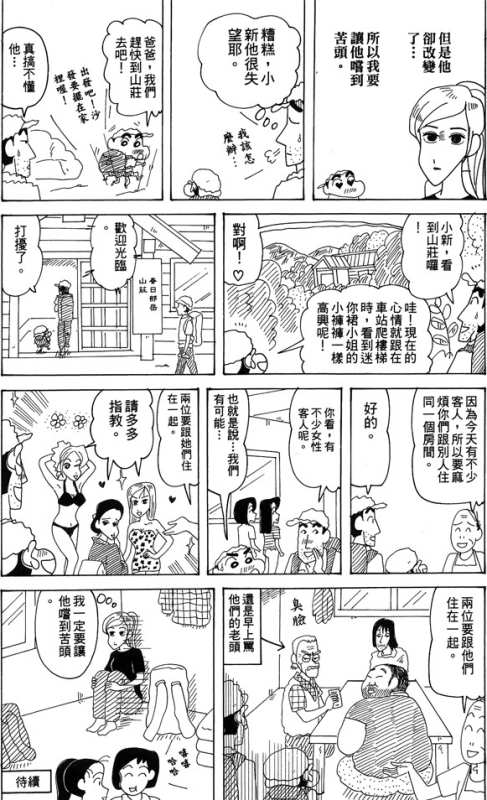 但是他
卻改變
了…
所以我要
讓他嚐到
苦頭。
糟糕，小
新他很失
望耶。
我該怎
麼辦…
爸爸，我們
趕快到山莊
去吧！
出發吧！沙
發要擺在家
裡喔！
真搞不懂
他…
小新，看
到山莊囉
！
哇！現在的
心情就跟在
車站爬樓梯
時，看到迷
你裙小姐的
小褲褲一樣
高興呢！
對啊！♡
春日部岳
山莊
歡迎光臨
。
打擾了。
因為今天有不少
客人，所以要麻
煩你們跟別人住
同一個房間。
好的。
你看，有
不少女性
客人呢。
也就是說…我們
有可能…
兩位要跟她們住
在一起。
請多多
指教。
兩位要跟他們
住在一起。
臭臉
還是早上罵
他們的老頭
我一定要讓
他嚐到苦頭
。
嘻嘻
哈哈
待續